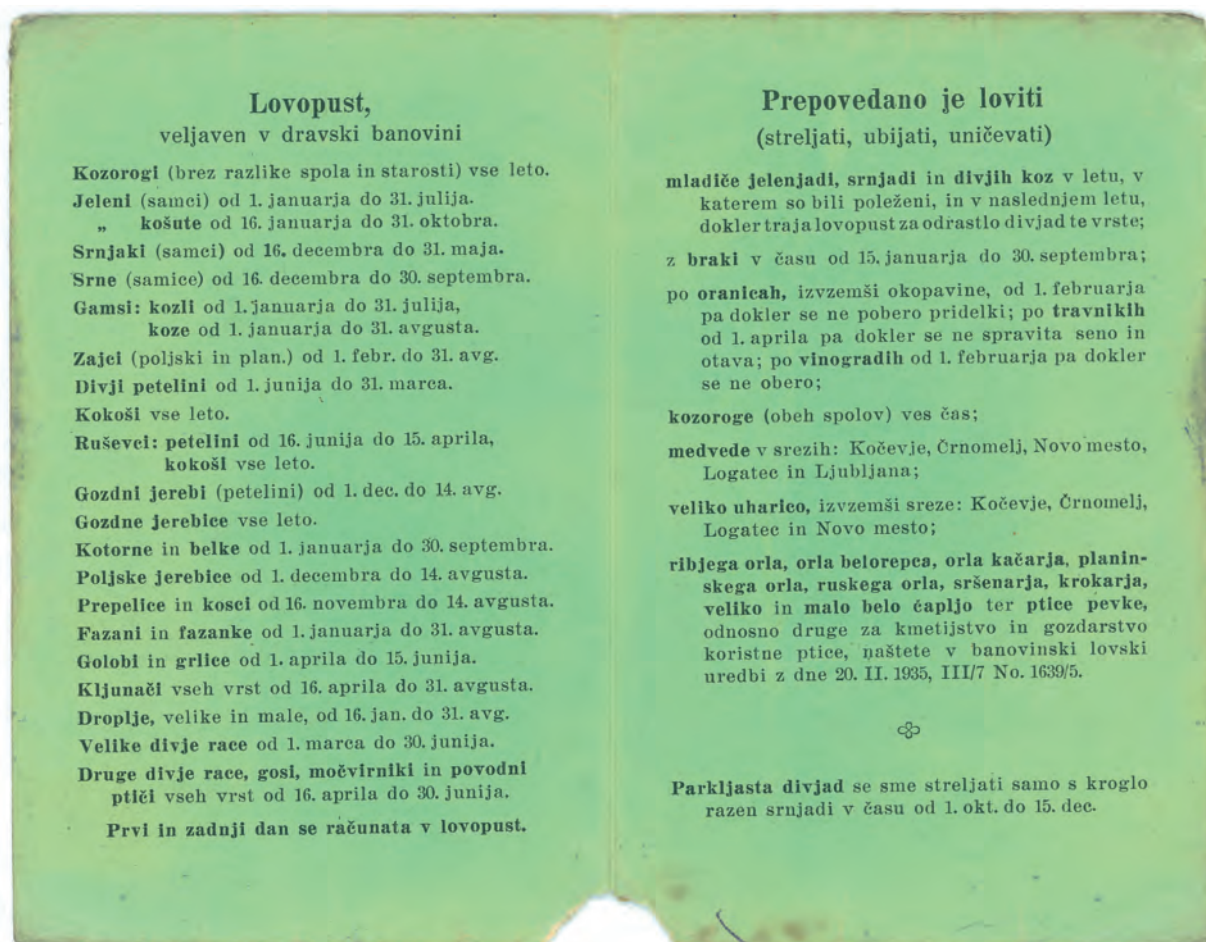 Lovopust,
veljaven v dravski banovini
Kozorogi (brez razlike spola in starosti) vse leto.
Jeleni (samci) od 1. januarja do 31. julija.
„ košute od 16. januarja do 31. oktobra.
Srnjaki (samci) od 16. decembra do 31. maja.
Srne (samice) od 16. decembra do 30. septembra.
Gamsi: kozli od 1. januarja do 31. julija,
koze od 1. januarja do 31. avgusta.
Zajci (poljski in plan.) od 1. febr. do 31. avg.
Divji petelini od 1. junija do 31. marca.
Kokoši vse leto.
Ruševci: petelini od 16. junija do 15. aprila,
kokoši vse leto.
Gozdni jerebi (petelini) od 1. dec. do 14. avg.
Gozdne jerebice vse leto.
Kotorne in belke od 1. januarja do 30. septembra.
Poljske jerebice od 1. decembra do 14. avgusta.
Prepelice in kosci od 16. novembra do 14. avgusta.
Fazani in fazanke od 1. januarja do 31. avgusta.
Golobi in grlice od 1. aprila do 15. junija.
Kljunači vseh vrst od 16. aprila do 31. avgusta.
Droplje, velike in male, od 16. jan. do 31. avg.
Velike divje race od 1. marca do 30. junija.
Druge divje race, gosi, močvirniki in povodni
ptiči vseh vrst od 16. aprila do 30. junija.
Prvi in zadnji dan se računata v lovopust.
Prepovedano je loviti
(streljati, ubijati, uničevati)
mladiče jelenjadi, srnjadi in divjih koz v letu, v
katerem so bili poleženi, in v naslednjem letu,
dokler traja lovopust za odrastlo divjad te vrste;
z braki v času od 15. januarja do 30. septembra;
po oranicah, izvzemši okopavine, od 1. februarja
pa dokler se ne pobero pridelki; po travnikih
od 1. aprila pa dokler se ne spravita seno in
otava; po vinogradih od 1. februarja pa dokler
se ne obero;
kozoroge (obeh spolov) ves čas;
medvede v srezih: Kočevje, Črnomelj, Novo mesto,
Logatec in Ljubljana;
veliko uharico, izvzemši sreze: Kočevje, Črnomelj,
Logatec in Novo mesto;
ribjega orla, orla belorepca, orla kačarja, planin-
skega orla, ruskega orla, sršenarja, krokarja,
veliko in malo belo čapljo ter ptice pevke,
odnosno druge za kmetijstvo in gozdarstvo
koristne ptice, naštete v banovinski lovski
uredbi z dne 20. II. 1935, III/7 No. 1639/5.
Parkljasta divjad se sme streljati samo s kroglo
razen srnjadi v času od 1. okt. do 15. dec.